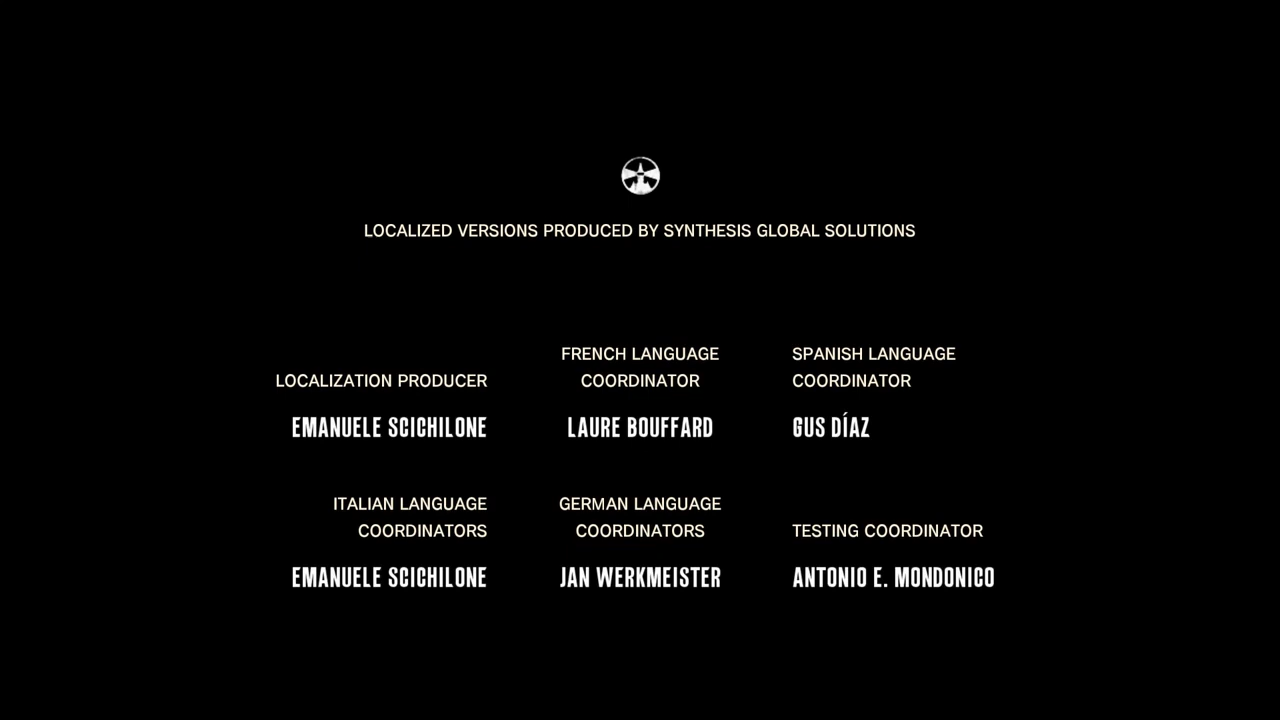 LOCALIZED VERSIONS PRODUCED BY SYNTHESIS GLOBAL SOLUTIONS
LOCALIZATION PRODUCER
EMANUELE SCICHILONE
FRENCH LANGUAGE
COORDINATOR
LAURE BOUFFARD
SPANISH LANGUAGE
COORDINATOR
GUS DÍAZ
ITALIAN LANGUAGE
COORDINATORS
EMANUELE SCICHILONE
GERMAN LANGUAGE
COORDINATORS
JAN WERKMEISTER
TESTING COORDINATOR
ANTONIO E. MONDONICO